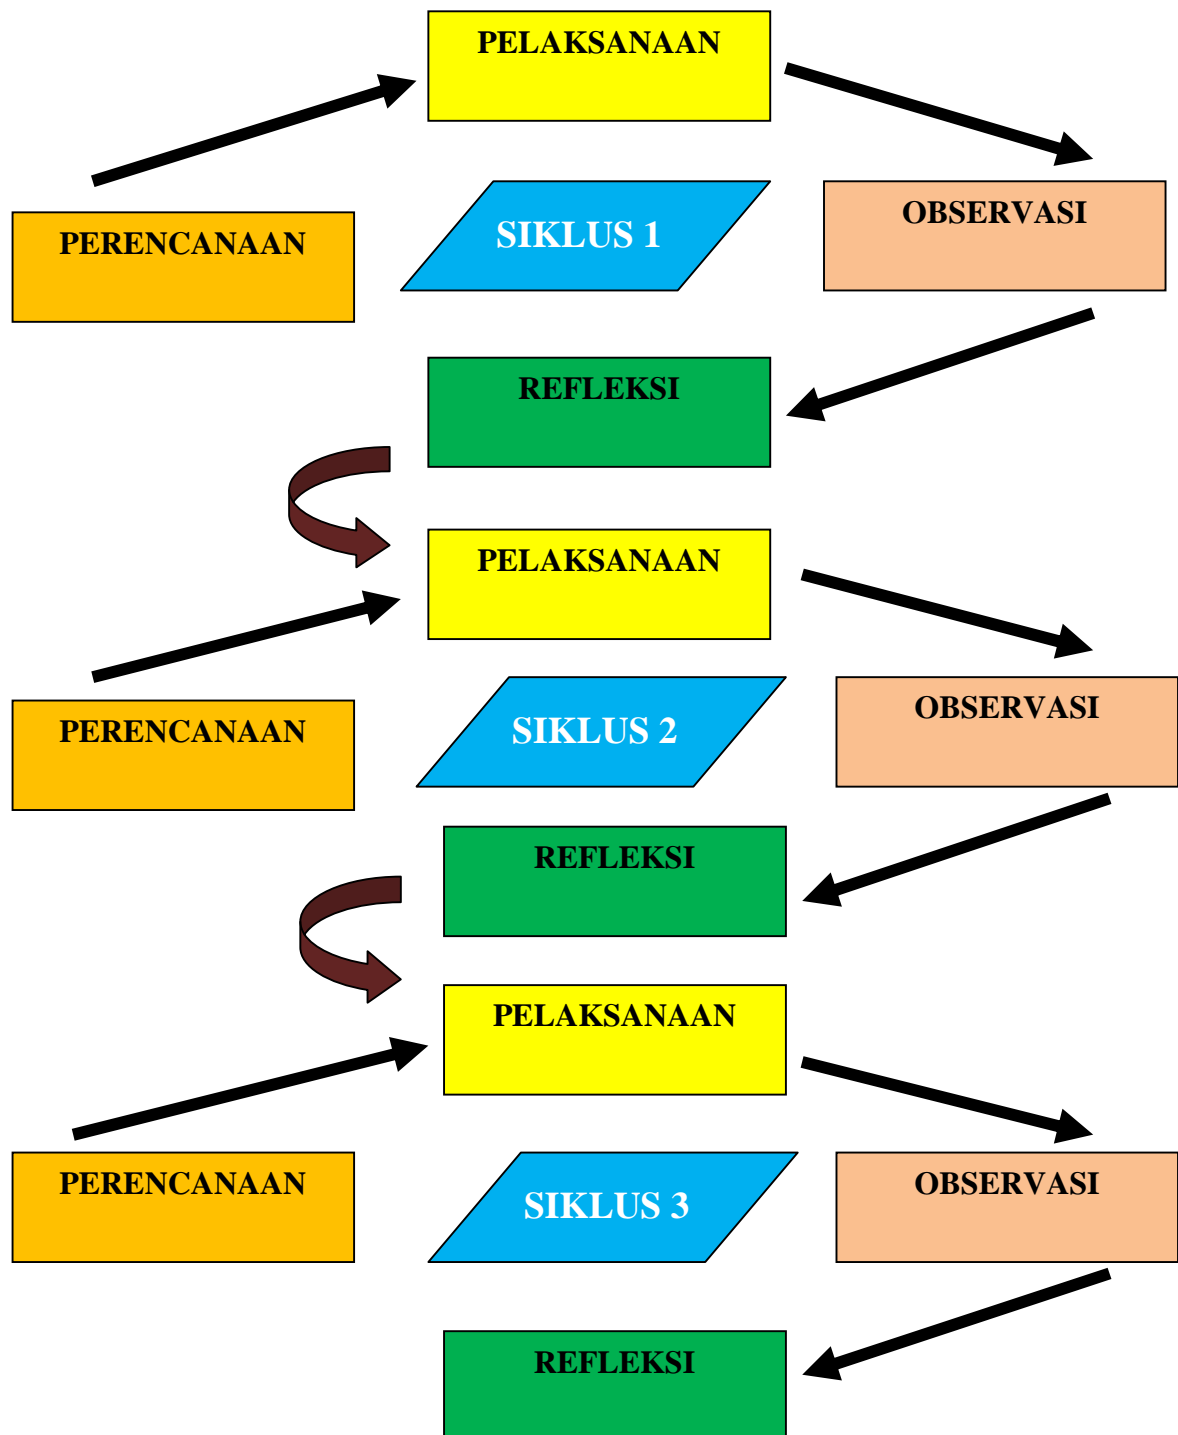 PELAKSANAAN
OBSERVASI
PERENCANAAN
SIKLUS 1
REFLEKSI
PELAKSANAAN
OBSERVASI
PERENCANAAN
SIKLUS 2
REFLEKSI
PELAKSANAAN
PERENCANAAN
OBSERVASI
SIKLUS 3
REFLEKSI